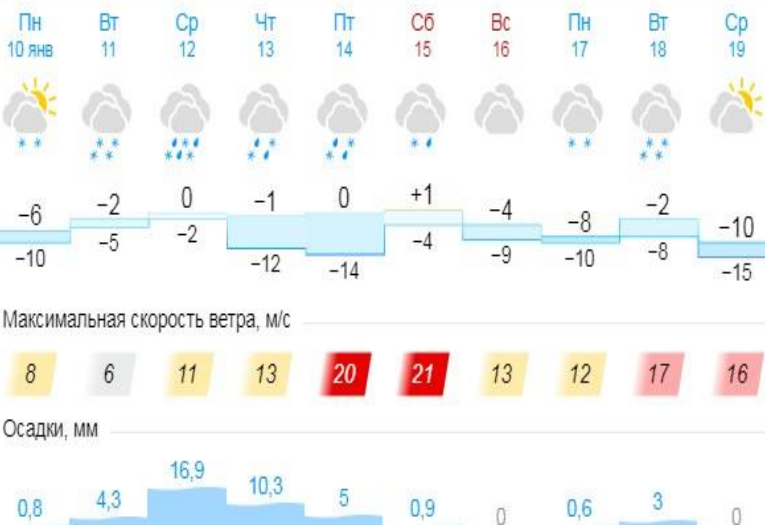 Пн Вт Ср Чт Пт Сб Вс Пн Вт Ср
10 янв 11 12 13 14 15 16 17 18 19
−6 −2 0 −1 0 +1 −4 −8 −2 −10
−10 −5 −2 −12 −14 −4 −9 −10 −8 −15
Максимальная скорость ветра, м/с
8 6 11 13 20 21 13 12 17 16
Осадки, мм
0,8 4,3 16,9 10,3 5 0,9 0 0,6 3 0